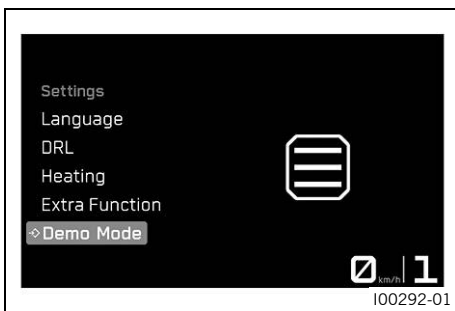 Settings
Language
DRL
Heating
Extra Function
Demo Mode
0 km/h 1
I00292-01